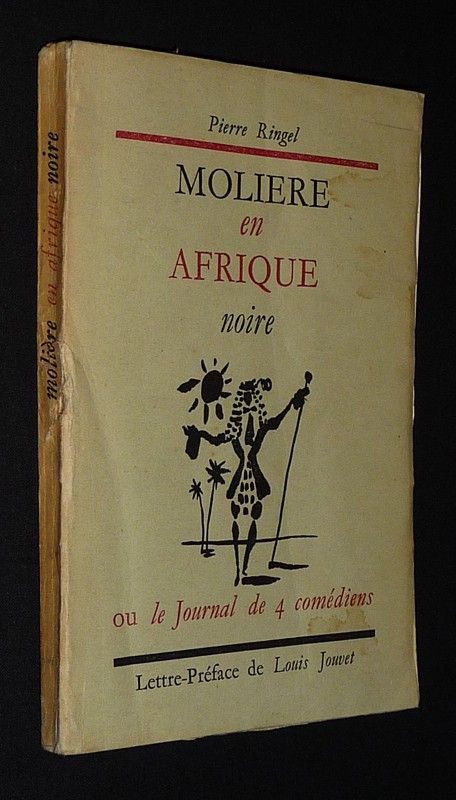 molière en afrique noire
Pierre Ringel
MOLIERE
en
AFRIQUE
noire
ou le Journal de 4 comédiens
Lettre-Préface de Louis Jouvet